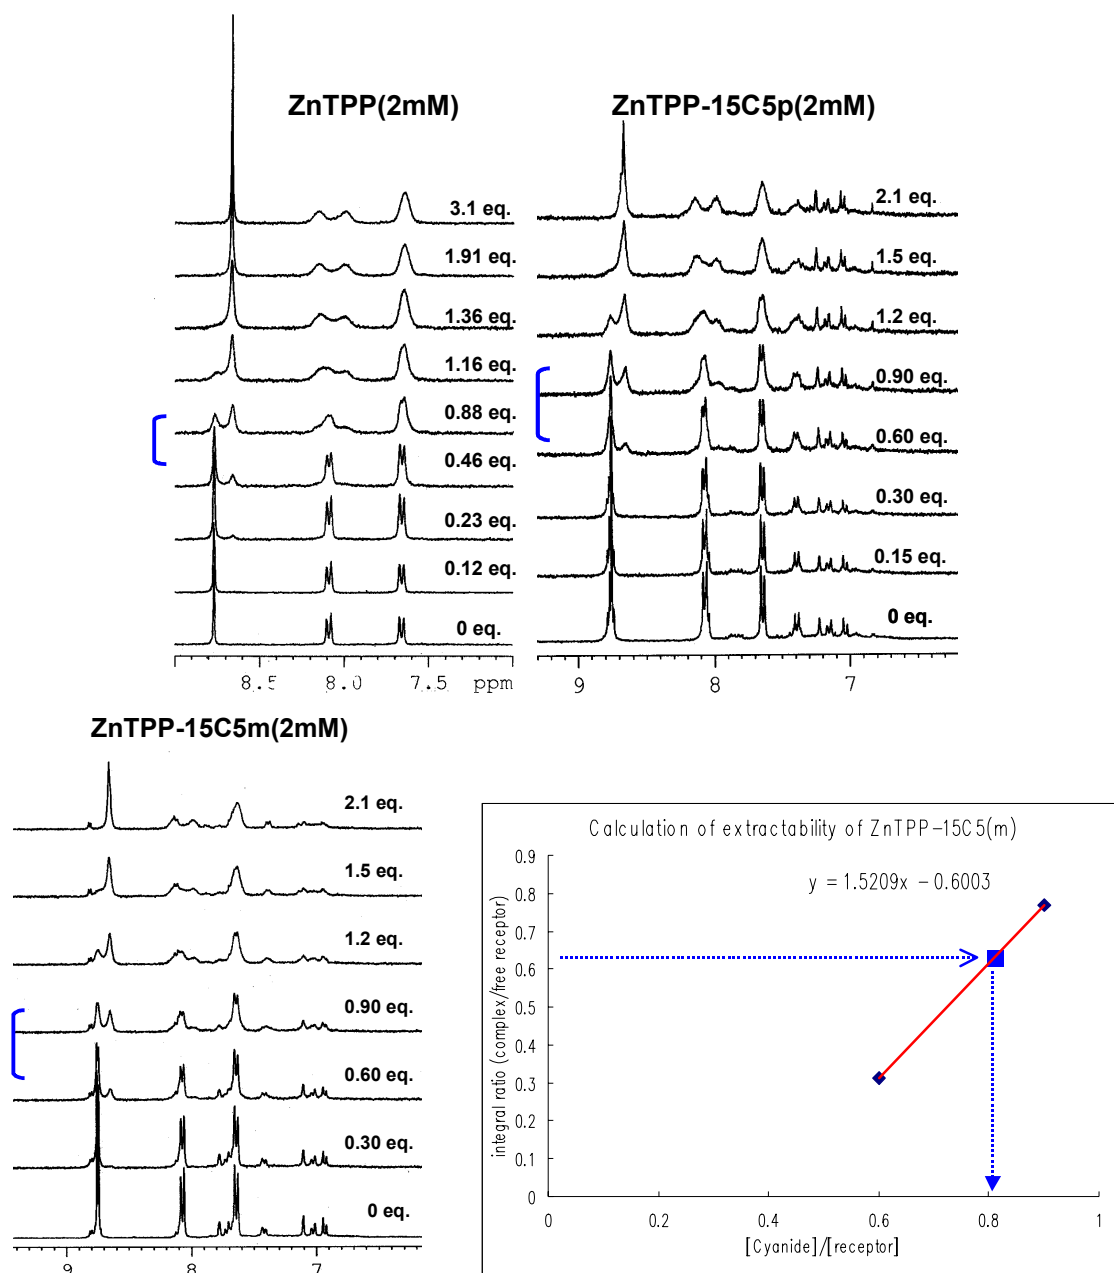 ZnTPP(2mM)
3.1 eq.
1.91 eq.
1.36 eq.
1.16 eq.
0.88 eq.
0.46 eq.
0.23 eq.
0.12 eq.
0 eq.
8.5 8.0 7.5 ppm
ZnTPP-15C5p(2mM)
2.1 eq.
1.5 eq.
1.2 eq.
0.90 eq.
0.60 eq.
0.30 eq.
0.15 eq.
0 eq.
9 8 7
ZnTPP-15C5m(2mM)
2.1 eq.
1.5 eq.
1.2 eq.
0.90 eq.
0.60 eq.
0.30 eq.
0 eq.
9 8 7
Calculation of extractability of ZnTPP-15C5(m)
y = 1.5209x - 0.6003
integral ratio (complex/free receptor)
0.9
0.8
0.7
0.6
0.5
0.4
0.3
0.2
0.1
0
0 0.2 0.4 0.6 0.8 1
[Cyanide]/[receptor]